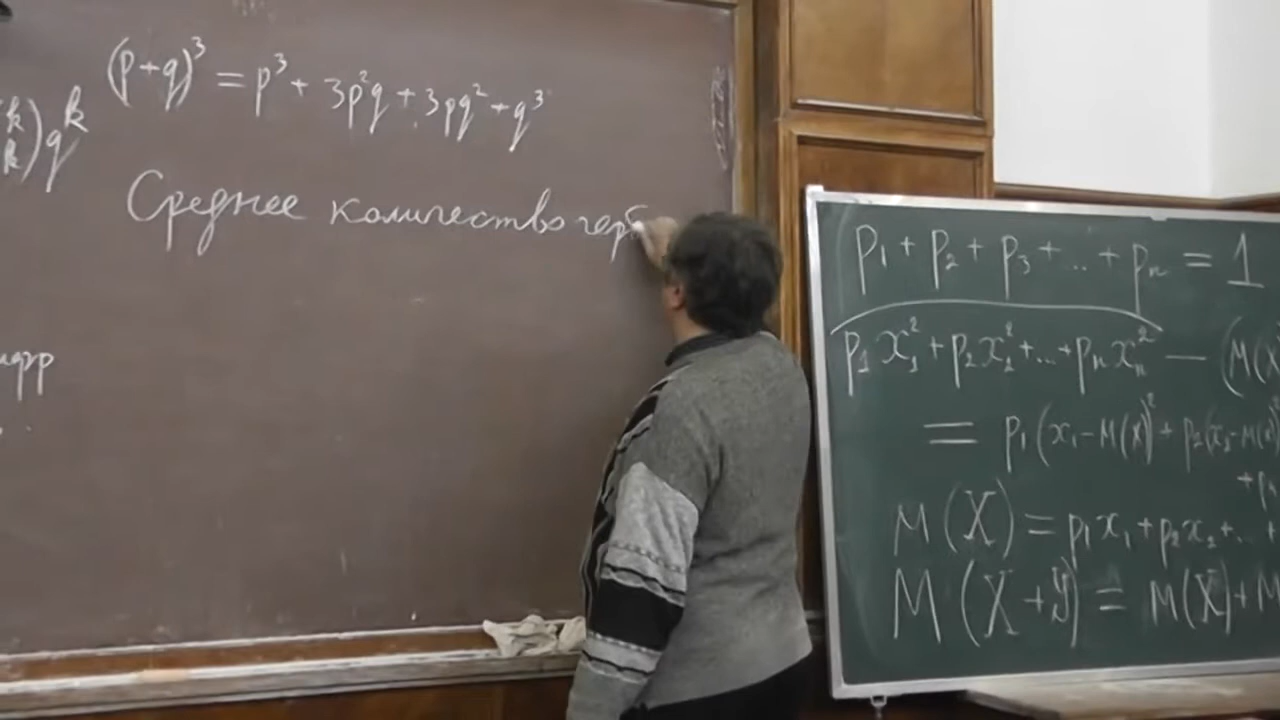 (p+q)³ = p³ + 3p²q + 3pq² + q³
k) q^k
k)
Среднее количество герб
p₁ + p₂ + p₃ + ... + pₙ = 1
p₁x₁² + p₂x₂² + ... + pₙxₙ² — (M(X)
= p₁(x₁-M(X))² + p₂(x₂-M(X))²
M(X) = p₁x₁ + p₂x₂ + ... +
M(X+Y) = M(X) + M